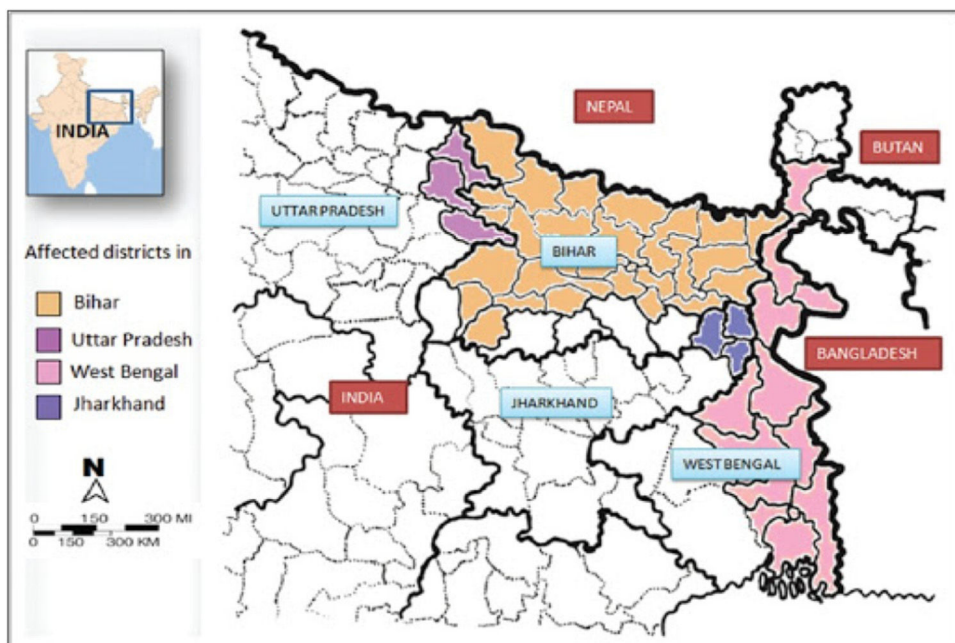 INDIA
Affected districts in
Bihar
Uttar Pradesh
West Bengal
Jharkhand
N
0 150 300 MI
0 150 300 KM
NEPAL
BUTAN
UTTAR PRADESH
BIHAR
BANGLADESH
INDIA
JHARKHAND
WEST BENGAL